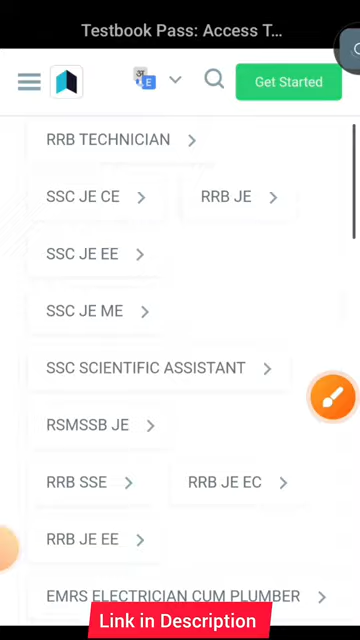 Testbook Pass: Access T...
अ E
Get Started
RRB TECHNICIAN
SSC JE CE RRB JE
SSC JE EE
SSC JE ME
SSC SCIENTIFIC ASSISTANT
RSMSSB JE
RRB SSE RRB JE EC
RRB JE EE
EMRS ELECTRICIAN CUM PLUMBER
Link in Description